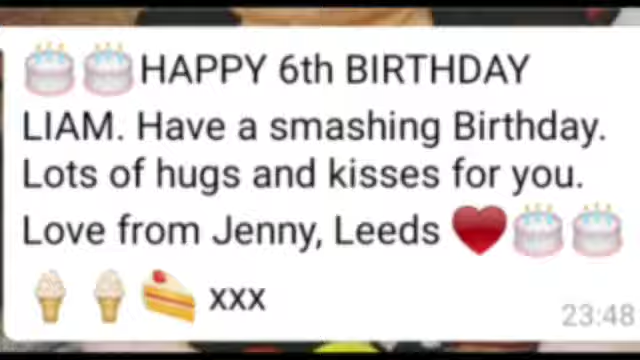 🎂🎂HAPPY 6th BIRTHDAY
LIAM. Have a smashing Birthday.
Lots of hugs and kisses for you.
Love from Jenny, Leeds ❤️🎂🎂
🍦🍦🍰 xxx
23:48